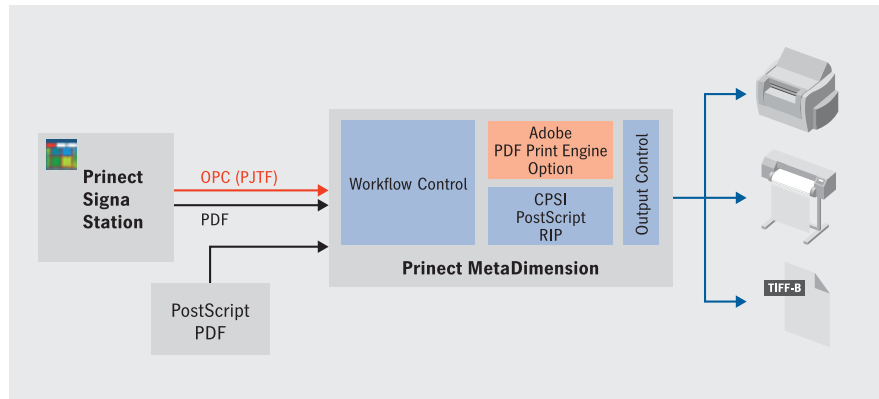 Prinect
Signa
Station
OPC (PJTF)
PDF
PostScript
PDF
Workflow Control
Adobe
PDF Print Engine
Option
CPSI
PostScript
RIP
Output Control
Prinect MetaDimension
TIFF-B